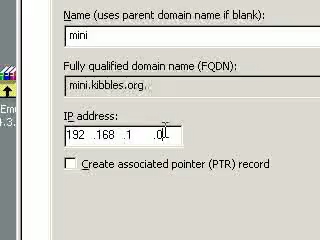 Name (uses parent domain name if blank):
mini
Fully qualified domain name (FQDN):
mini.kibbles.org.
IP address:
192 .168 .1 .0
Create associated pointer (PTR) record